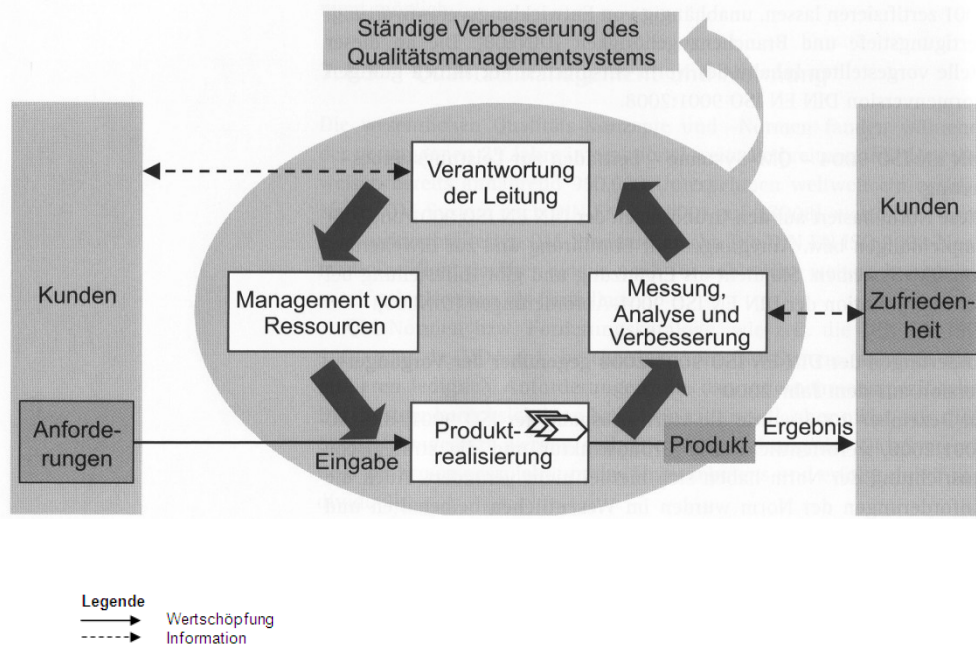 Ständige Verbesserung des
Qualitätsmanagementsystems
Verantwortung
der Leitung
Kunden
Management von
Ressourcen
Messung,
Analyse und
Verbesserung
Kunden
Zufrieden-
heit
Anforde-
rungen
Eingabe
Produkt-
realisierung
Produkt
Ergebnis
Legende
Wertschöpfung
Information